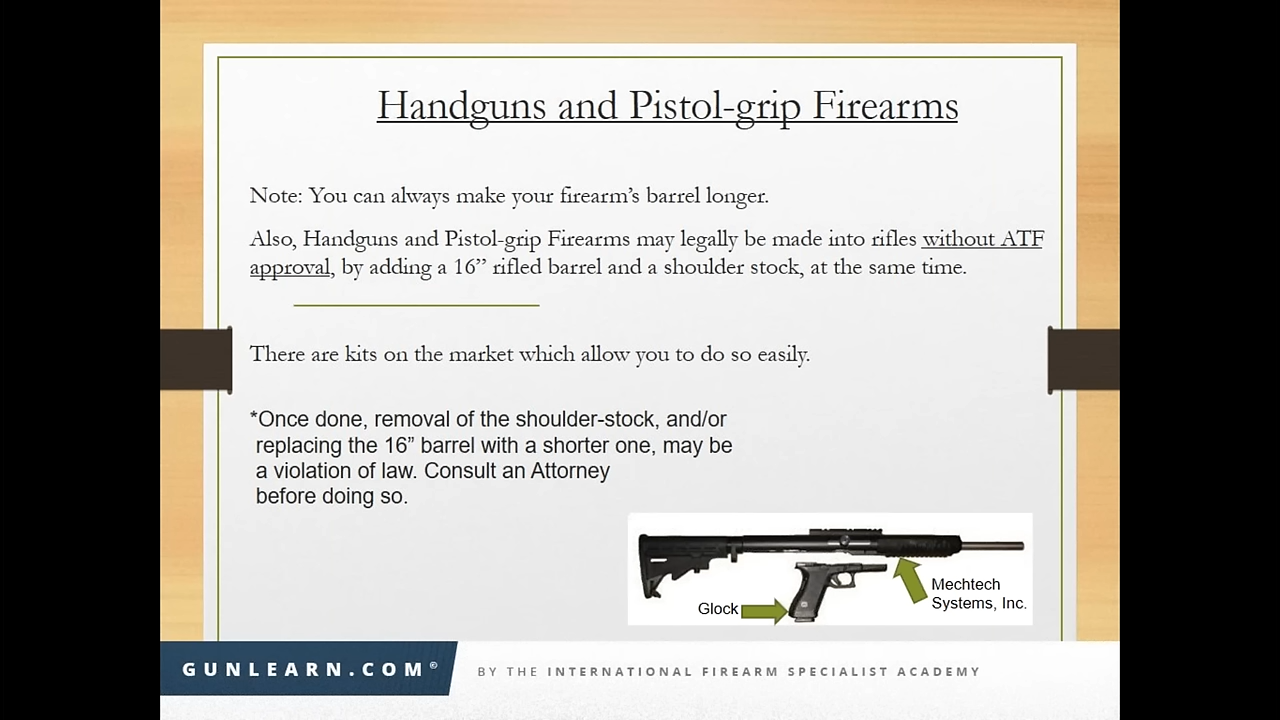 Handguns and Pistol-grip Firearms
Note: You can always make your firearm’s barrel longer.
Also, Handguns and Pistol-grip Firearms may legally be made into rifles without ATF
approval, by adding a 16” rifled barrel and a shoulder stock, at the same time.
There are kits on the market which allow you to do so easily.
*Once done, removal of the shoulder-stock, and/or
replacing the 16” barrel with a shorter one, may be
a violation of law. Consult an Attorney
before doing so.
Glock
Mechtech
Systems, Inc.
GUNLEARN.COM©
BY THE INTERNATIONAL FIREARM SPECIALIST ACADEMY